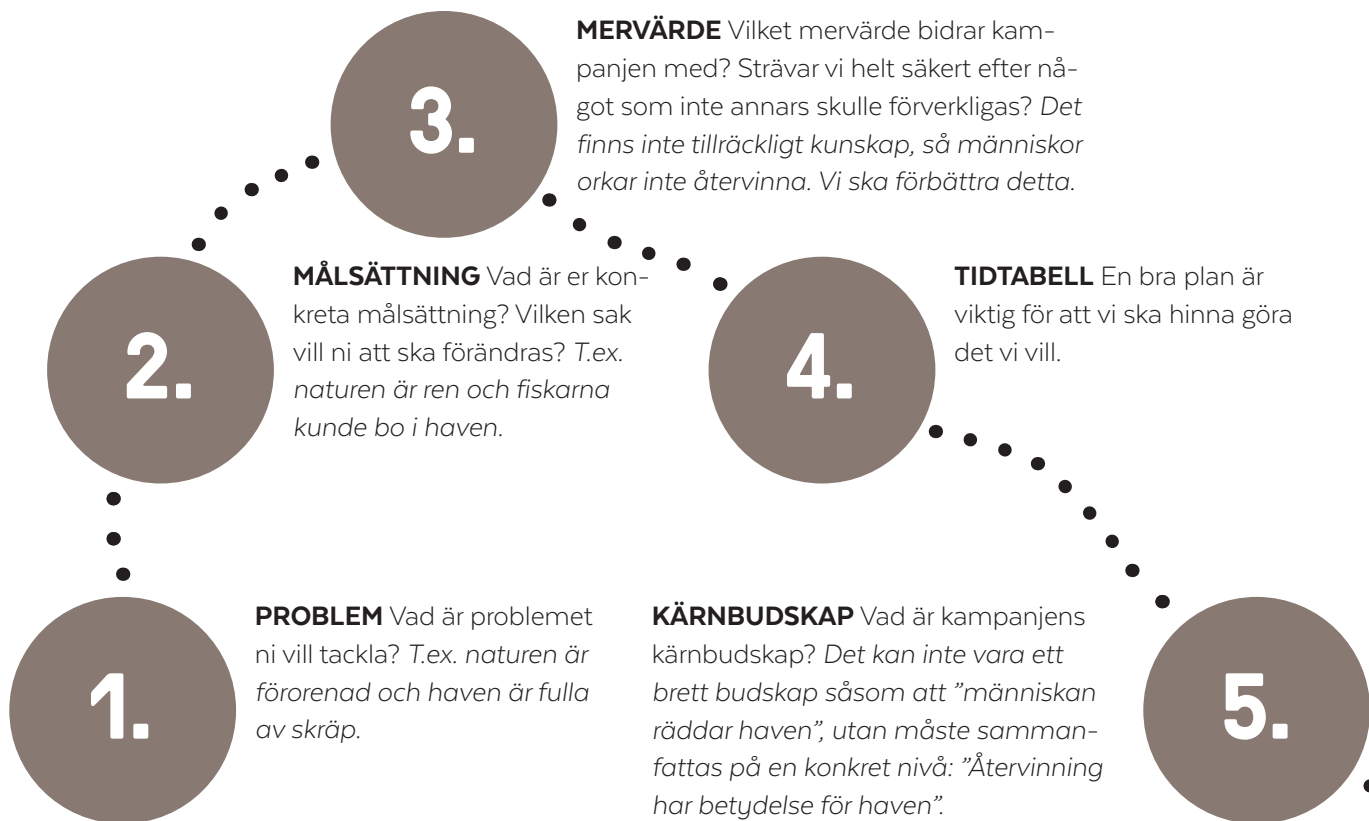 1.
PROBLEM Vad är problemet
ni vill tackla? T.ex. naturen är
förorenad och haven är fulla
av skräp.
2.
MÅLSÄTTNING Vad är er kon-
kreta målsättning? Vilken sak
vill ni att ska förändras? T.ex.
naturen är ren och fiskarna
kunde bo i haven.
3.
MERVÄRDE Vilket mervärde bidrar kam-
panjen med? Strävar vi helt säkert efter nå-
got som inte annars skulle förverkligas? Det
finns inte tillräckligt kunskap, så människor
orkar inte återvinna. Vi ska förbättra detta.
4.
TIDTABELL En bra plan är
viktig för att vi ska hinna göra
det vi vill.
5.
KÄRNBUDSKAP Vad är kampanjens
kärnbudskap? Det kan inte vara ett
brett budskap såsom att ”människan
räddar haven”, utan måste samman-
fattas på en konkret nivå: ”Återvinning
har betydelse för haven”.